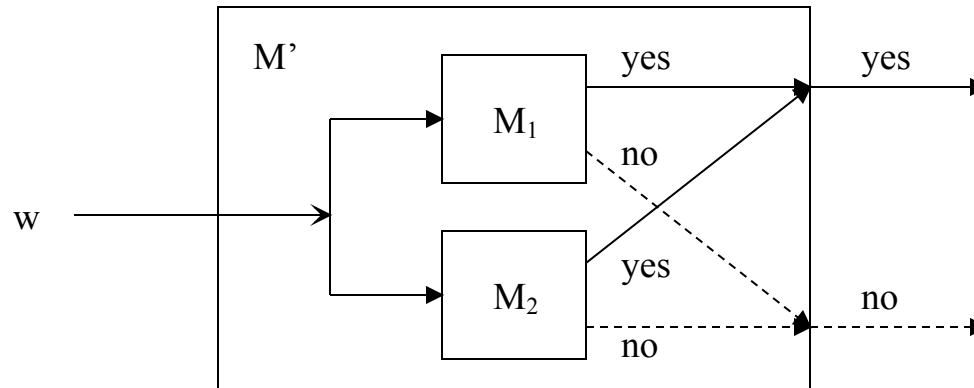 M’
yes
yes
M₁
no
w
yes
M₂
no
no